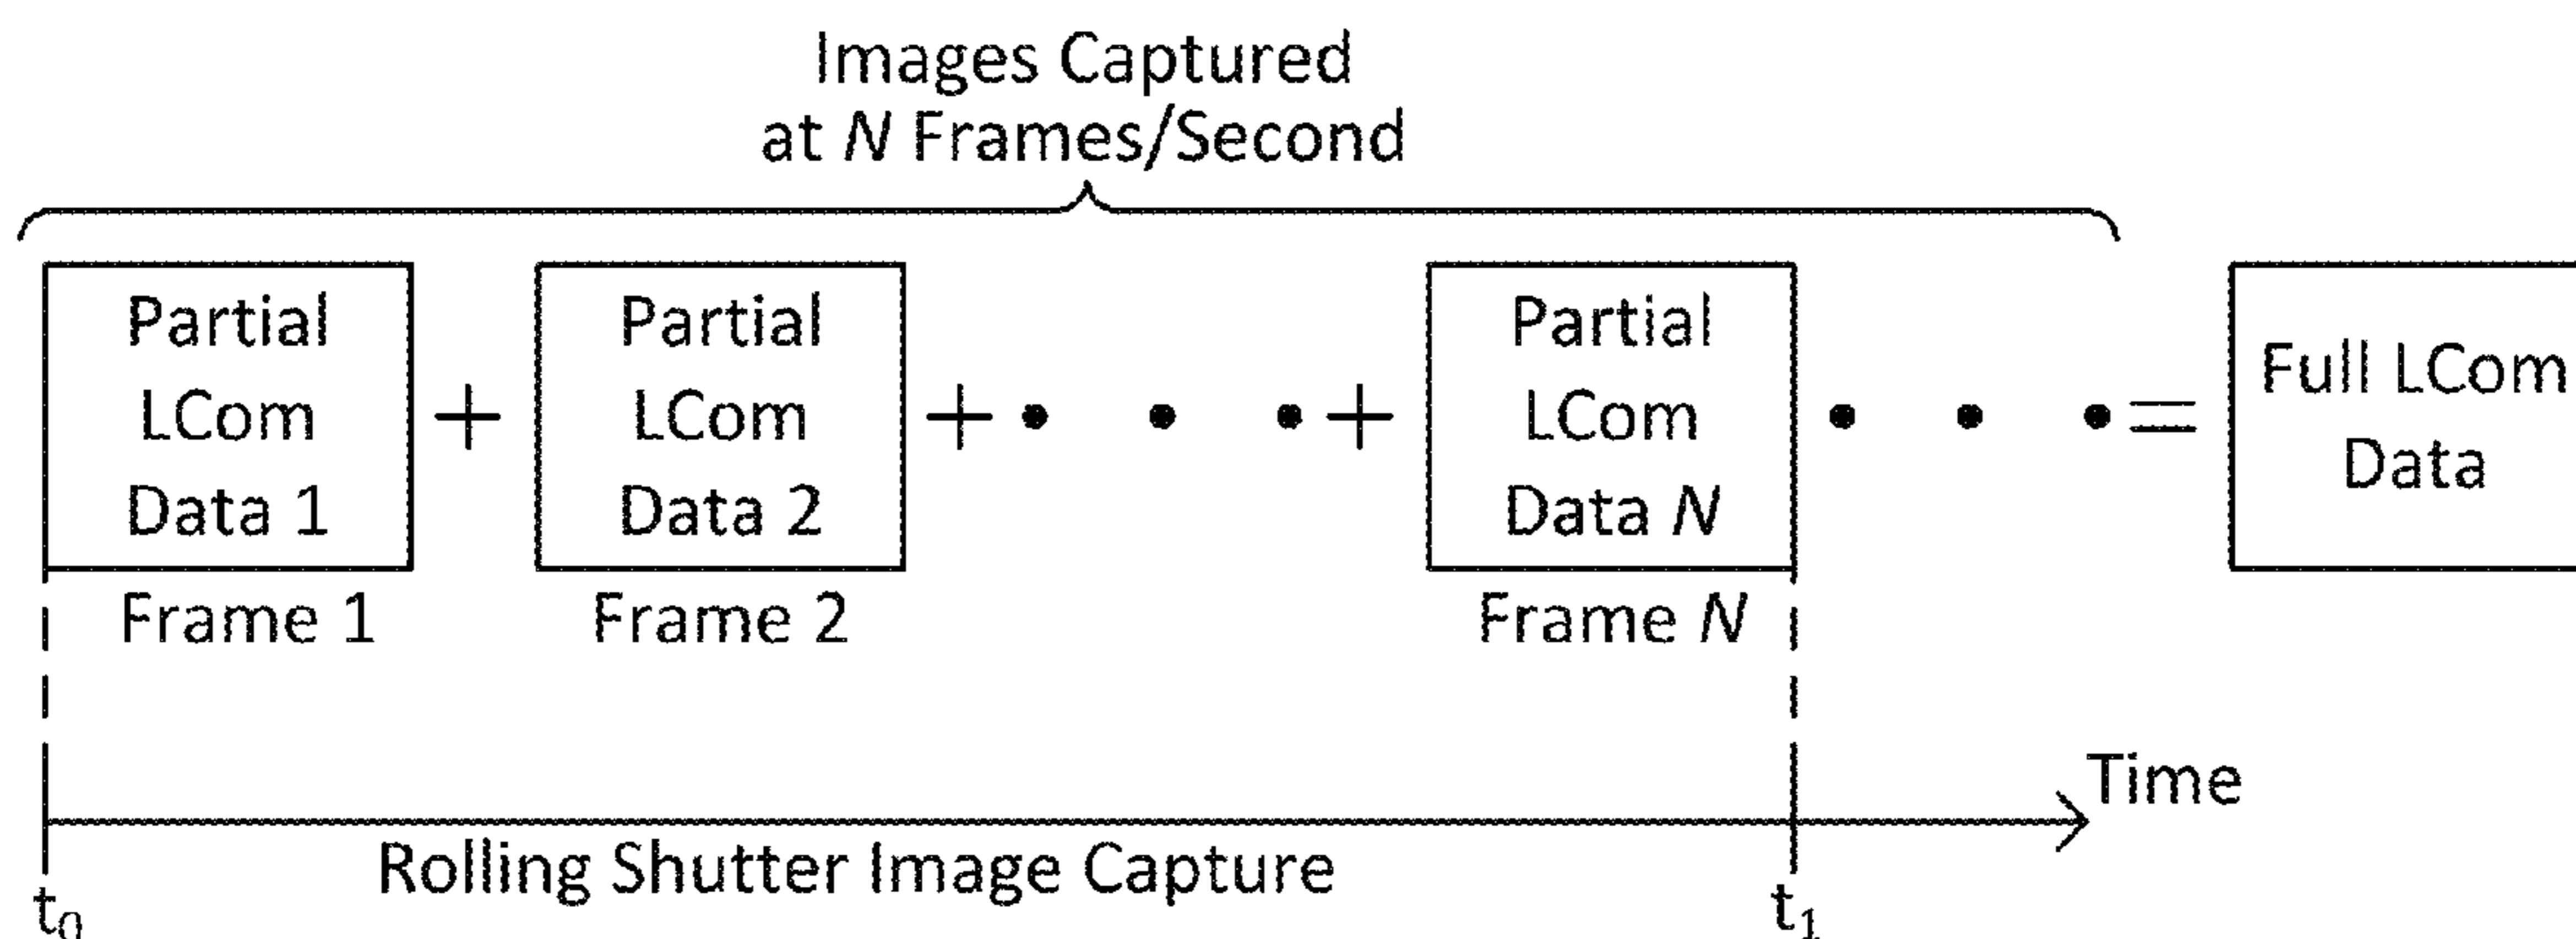 Images Captured
at N Frames/Second
Partial
LCom
Data 1
+
Partial
LCom
Data 2
+ • • • +
Partial
LCom
Data N
• • • =
Full LCom
Data
Frame 1
Frame 2
Frame N
Time
Rolling Shutter Image Capture
t₀
t₁